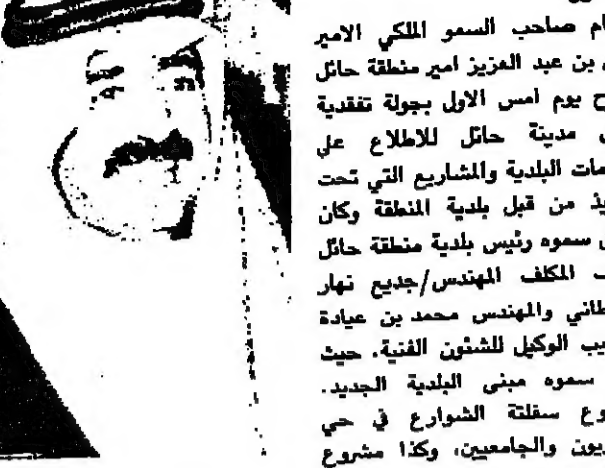 صاحب السمو الملكي الامير
بن عبد العزيز امير منطقة حائل
يوم امس الاول بجولة تفقدية
مدينة حائل للاطلاع على
البلدية والمشاريع التي تحت
من قبل بلدية المنطقة وكان
سموه رئيس بلدية منطقة حائل
المكلف المهندس/جديع نهار
والمهندس محمد بن عيادة
الوكيل للشئون الفنية. حيث
سموه مبنى البلدية الجديد.
سفلتة الشوارع في حي
والجامعيين، وكذا مشروع